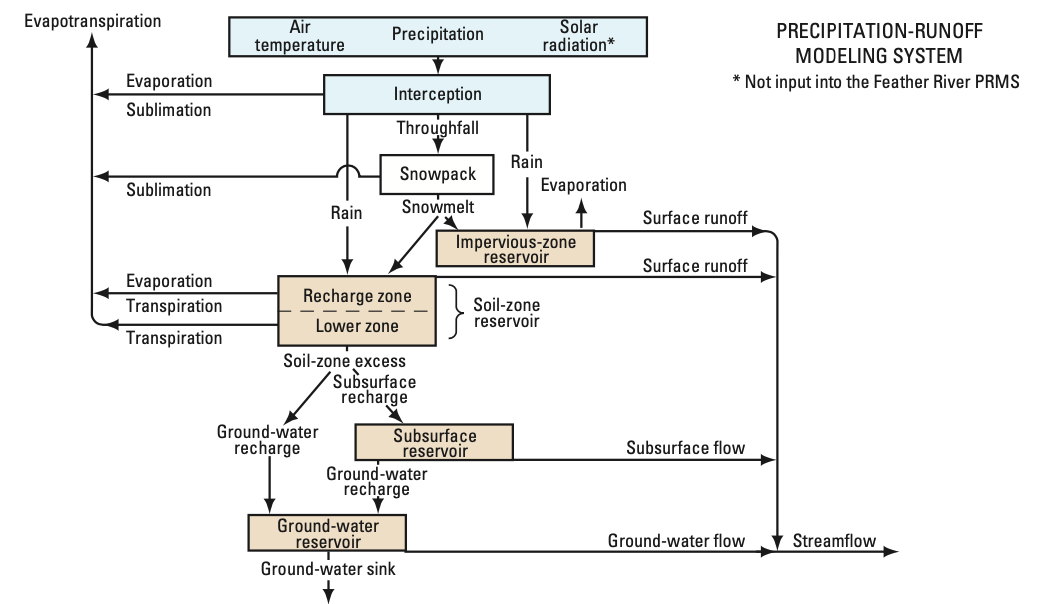 Evapotranspiration
Air temperature
Precipitation
Solar radiation*
PRECIPITATION-RUNOFF
MODELING SYSTEM
* Not input into the Feather River PRMS
Evaporation
Sublimation
Interception
Throughfall
Rain
Evaporation
Sublimation
Snowpack
Rain
Snowmelt
Surface runoff
Impervious-zone
reservoir
Surface runoff
Evaporation
Transpiration
Recharge zone
Lower zone
Soil-zone
reservoir
Transpiration
Soil-zone excess
Subsurface
recharge
Ground-water
recharge
Subsurface
reservoir
Subsurface flow
Ground-water
recharge
Ground-water
reservoir
Ground-water flow
Streamflow
Ground-water sink